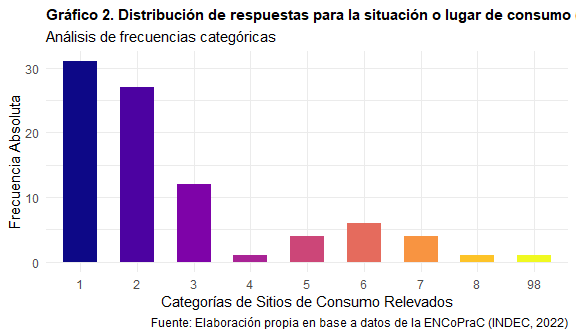 Gráfico 2. Distribución de respuestas para la situación o lugar de consumo
Análisis de frecuencias categóricas
Frecuencia Absoluta
30
20
10
0
1 2 3 4 5 6 7 8 98
Categorías de Sitios de Consumo Relevados
Fuente: Elaboración propia en base a datos de la ENCoPraC (INDEC, 2022)